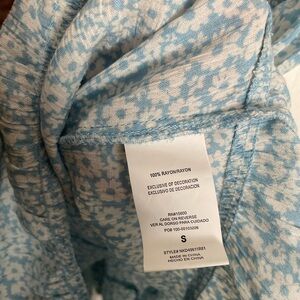 100% RAYON/RAYON
EXCLUSIVE OF DECORATION
EXCLUSIVO DE DECORACION
CARE ON REVERSE
VER AL DORSO PARA CUIDADO
S
MADE IN CHINA
HECHO EN CHINA